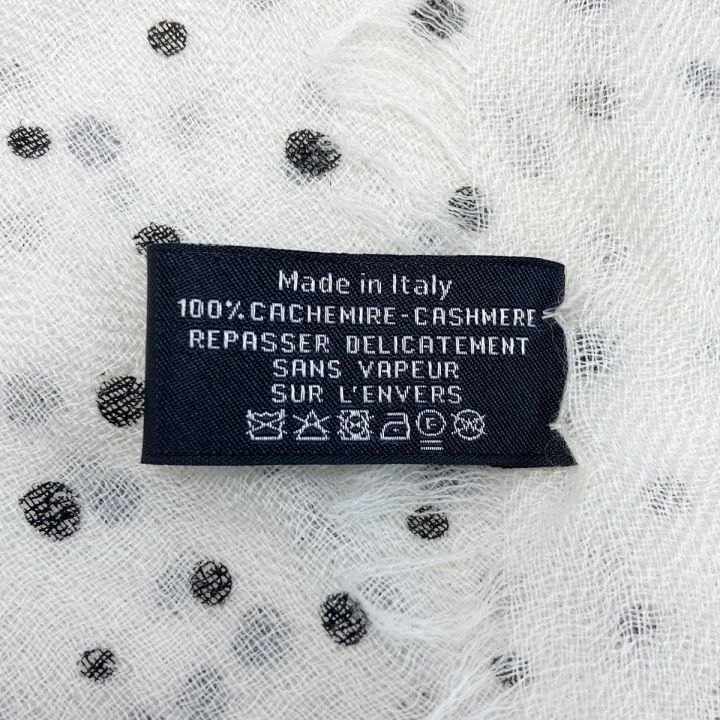 Made in Italy
100% CACHEMIRE-CASHMERE
REPASSER DELICATEMENT
SANS VAPEUR
SUR L'ENVERS